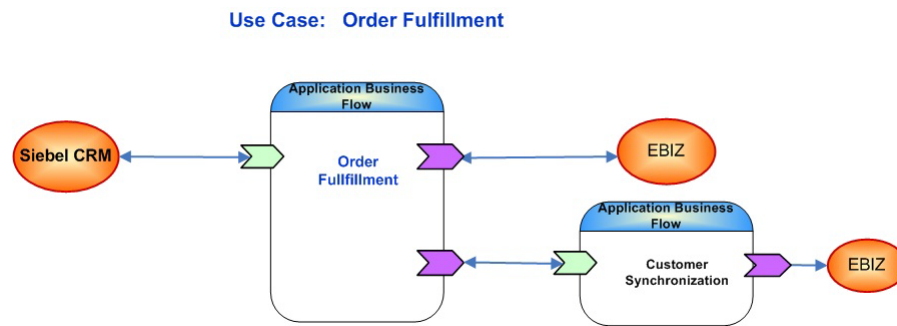 Use Case: Order Fulfillment
Application Business
Flow
Siebel CRM
Order
Fullfillment
EBIZ
Application Business
Flow
Customer
Synchronization
EBIZ